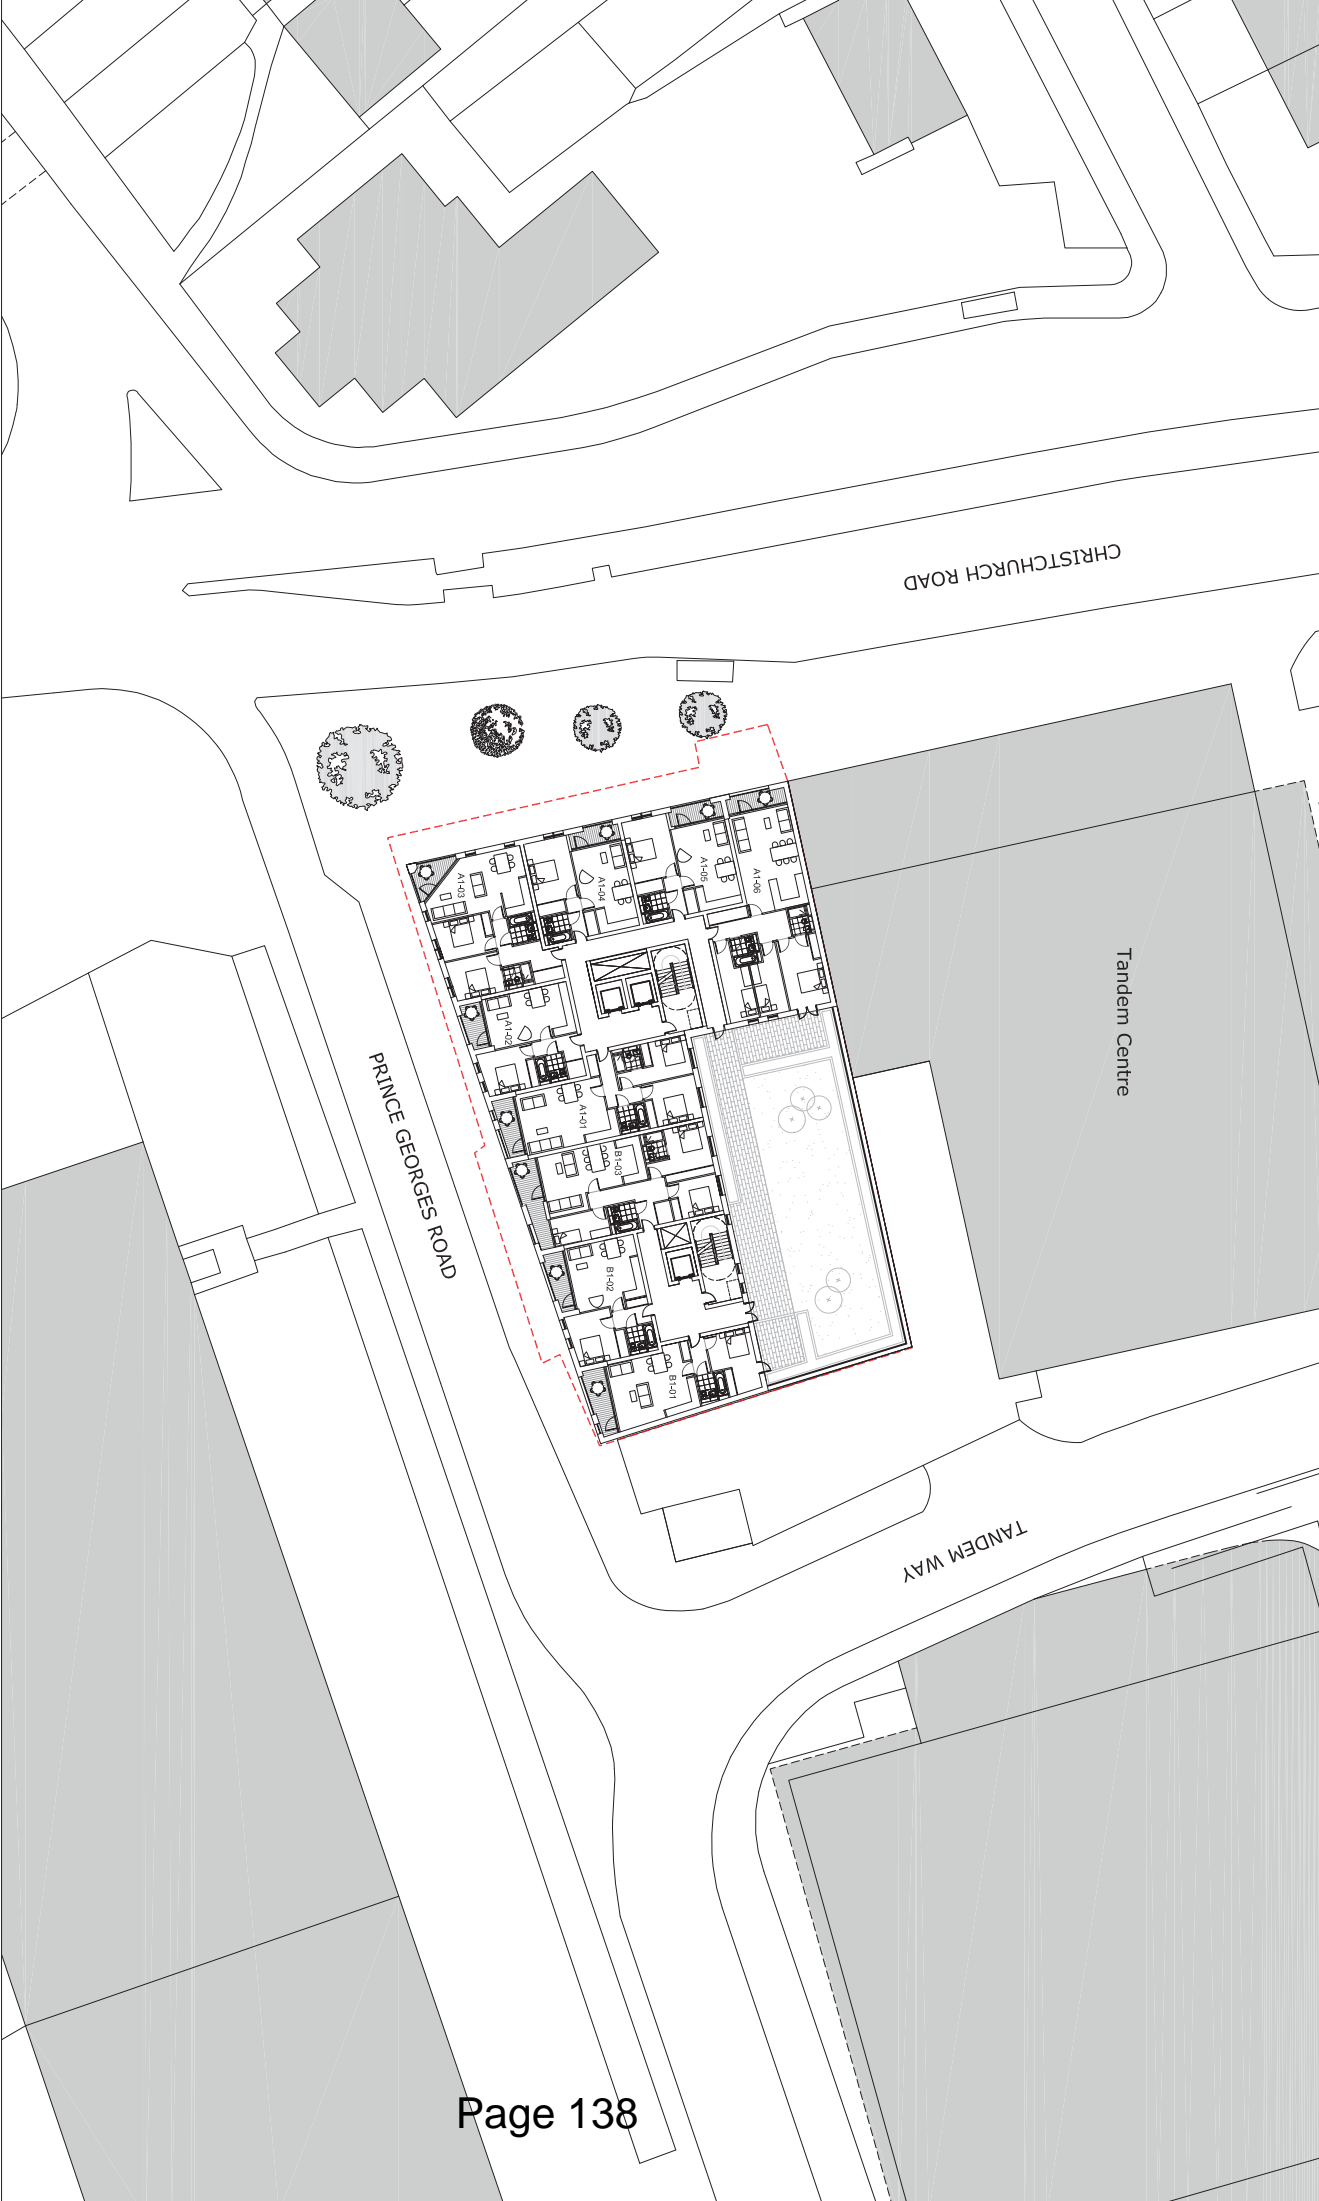 CHRISTCHURCH ROAD
A1-03
A1-04
A1-05
A1-06
Tandem Centre
A1-02
A1-01
PRINCE GEORGES ROAD
B1-03
B1-02
B1-01
TANDEM WAY
Page 138